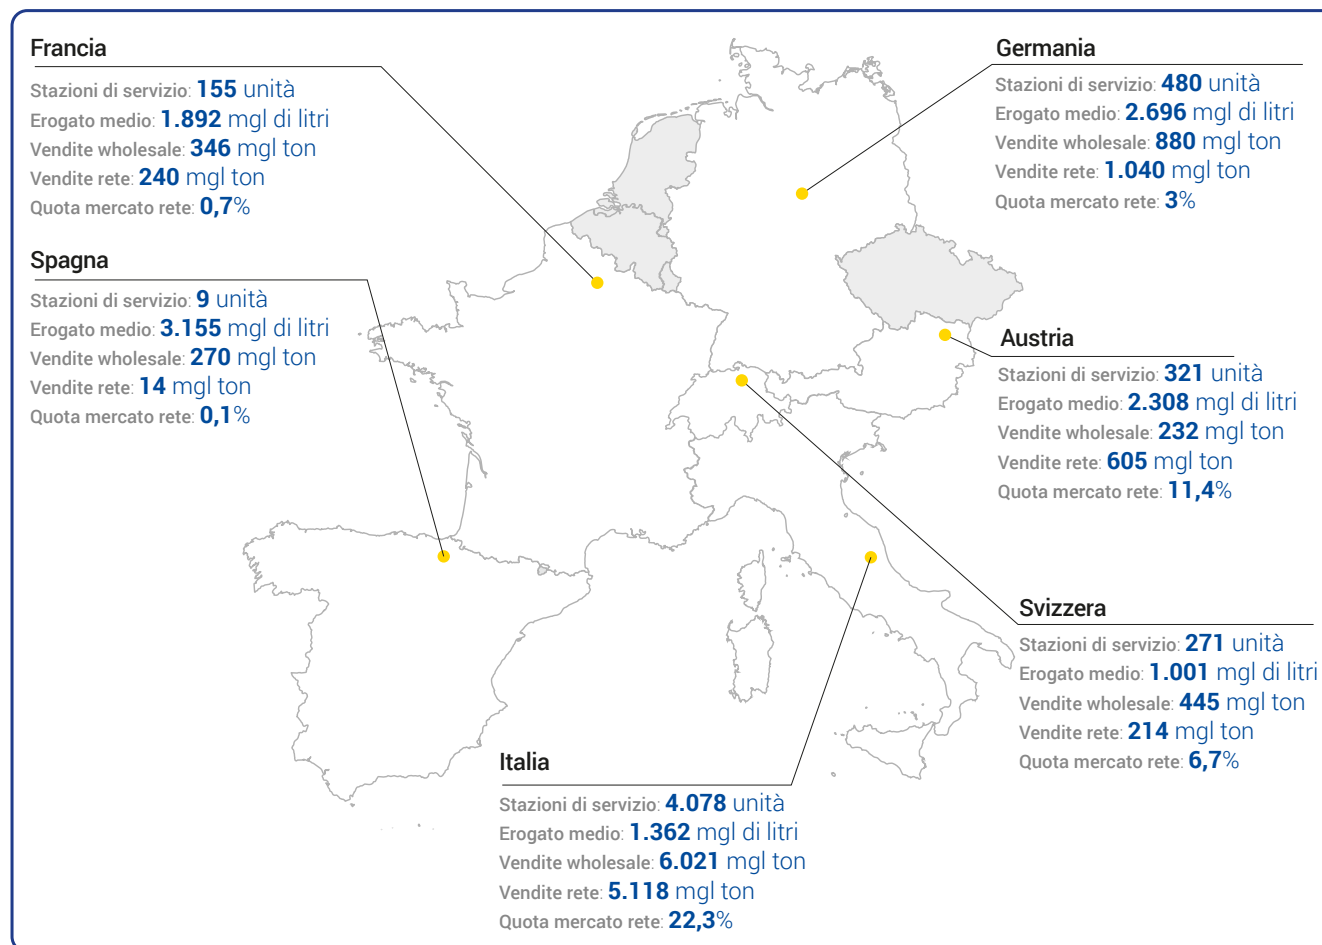 Francia
Stazioni di servizio: 155 unità
Erogato medio: 1.892 mgl di litri
Vendite wholesale: 346 mgl ton
Vendite rete: 240 mgl ton
Quota mercato rete: 0,7%
Spagna
Stazioni di servizio: 9 unità
Erogato medio: 3.155 mgl di litri
Vendite wholesale: 270 mgl ton
Vendite rete: 14 mgl ton
Quota mercato rete: 0,1%
Germania
Stazioni di servizio: 480 unità
Erogato medio: 2.696 mgl di litri
Vendite wholesale: 880 mgl ton
Vendite rete: 1.040 mgl ton
Quota mercato rete: 3%
Austria
Stazioni di servizio: 321 unità
Erogato medio: 2.308 mgl di litri
Vendite wholesale: 232 mgl ton
Vendite rete: 605 mgl ton
Quota mercato rete: 11,4%
Svizzera
Stazioni di servizio: 271 unità
Erogato medio: 1.001 mgl di litri
Vendite wholesale: 445 mgl ton
Vendite rete: 214 mgl ton
Quota mercato rete: 6,7%
Italia
Stazioni di servizio: 4.078 unità
Erogato medio: 1.362 mgl di litri
Vendite wholesale: 6.021 mgl ton
Vendite rete: 5.118 mgl ton
Quota mercato rete: 22,3%